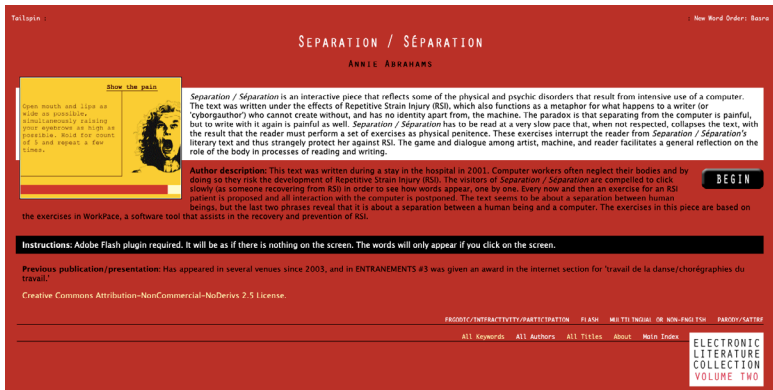 Tailspin :
: New Word Order: Basra
SEPARATION / SÉPARATION
ANNIE ABRAHAMS
Show the pain
Open mouth and lips as
wide as possible,
simultaneously raising
your eyebrows as high as
possible. Hold for count
of 5 and repeat a few
times.
Separation / Séparation is an interactive piece that reflects some of the physical and psychic disorders that result from intensive use of a computer.
The text was written under the effects of Repetitive Strain Injury (RSI), which also functions as a metaphor for what happens to a writer (or
'cyborgauthor') who cannot create without, and has no identity apart from, the machine. The paradox is that separating from the computer is painful,
but to write with it again is painful as well. Separation / Séparation has to be read at a very slow pace that, when not respected, collapses the text, with
the result that the reader must perform a set of exercises as physical penitence. These exercises interrupt the reader from Separation / Séparation's
literary text and thus strangely protect her against RSI. The game and dialogue among artist, machine, and reader facilitates a general reflection on the
role of the body in processes of reading and writing.
Author description: This text was written during a stay in the hospital in 2001. Computer workers often neglect their bodies and by
doing so they risk the development of Repetitive Strain Injury (RSI). The visitors of Separation / Séparation are compelled to click
slowly (as someone recovering from RSI) in order to see how words appear, one by one. Every now and then an exercise for an RSI
patient is proposed and all interaction with the computer is postponed. The text seems to be about a separation between human
beings, but the last two phrases reveal that it is about a separation between a human being and a computer. The exercises in this piece are based on
the exercises in WorkPace, a software tool that assists in the recovery and prevention of RSI.
BEGIN
Instructions: Adobe Flash plugin required. It will be as if there is nothing on the screen. The words will only appear if you click on the screen.
Previous publication/presentation: Has appeared in several venues since 2003, and in ENTRANEMENTS #3 was given an award in the internet section for 'travail de la danse/chorégraphies du
travail.'
Creative Commons Attribution-NonCommercial-NoDerivs 2.5 License.
ERGODIC/INTERACTIVITY/PARTICIPATION FLASH MULTILINGUAL OR NON-ENGLISH PARODY/SATIRE
All Keywords All Authors All Titles About Main Index
ELECTRONIC
LITERATURE
COLLECTION
VOLUME TWO